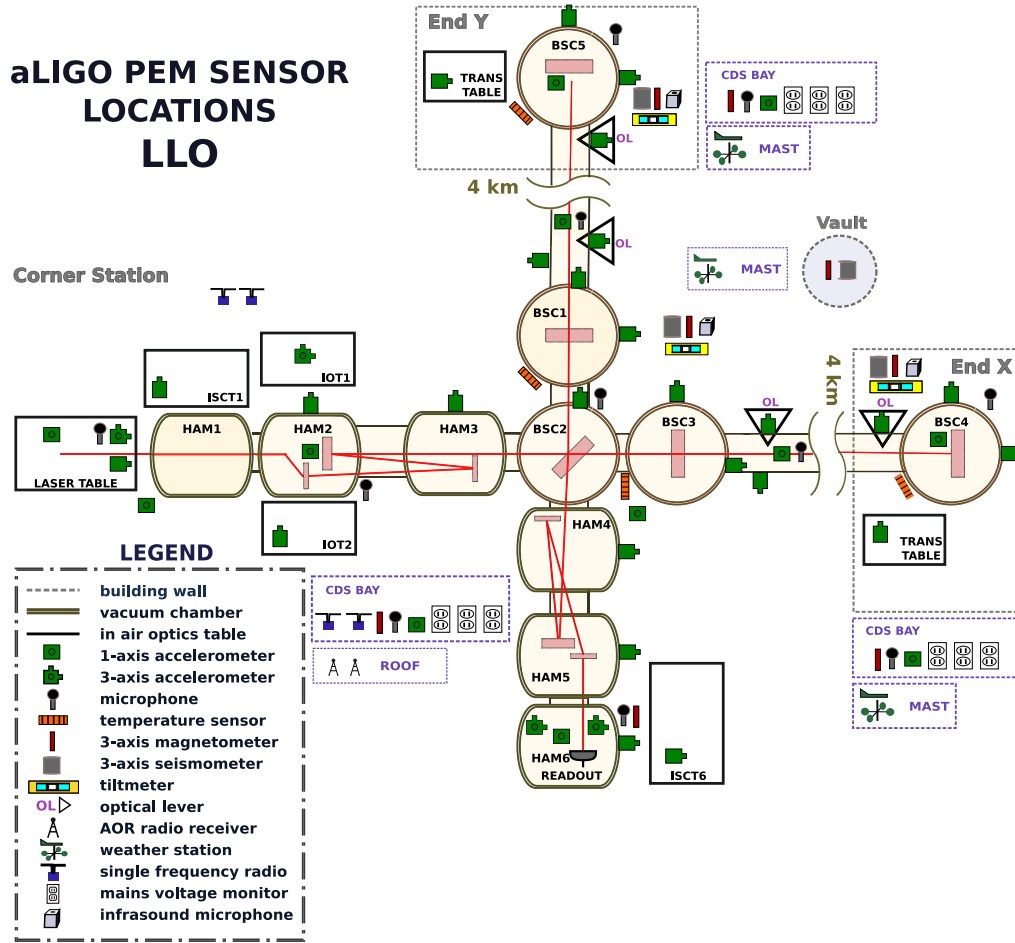 aLIGO PEM SENSOR
LOCATIONS
LLO
End Y
BSC5
TRANS
TABLE
OL
CDS BAY
MAST
4 km
OL
Vault
MAST
Corner Station
BSC1
ISCT1
IOT1
4 km
End X
OL
OL
HAM1
HAM2
HAM3
BSC2
BSC3
BSC4
LASER TABLE
IOT2
HAM4
TRANS
TABLE
CDS BAY
ROOF
HAM5
CDS BAY
MAST
HAM6
READOUT
ISCT6
LEGEND
building wall
vacuum chamber
in air optics table
1-axis accelerometer
3-axis accelerometer
microphone
temperature sensor
3-axis magnetometer
3-axis seismometer
tiltmeter
OL optical lever
AOR radio receiver
weather station
single frequency radio
mains voltage monitor
infrasound microphone